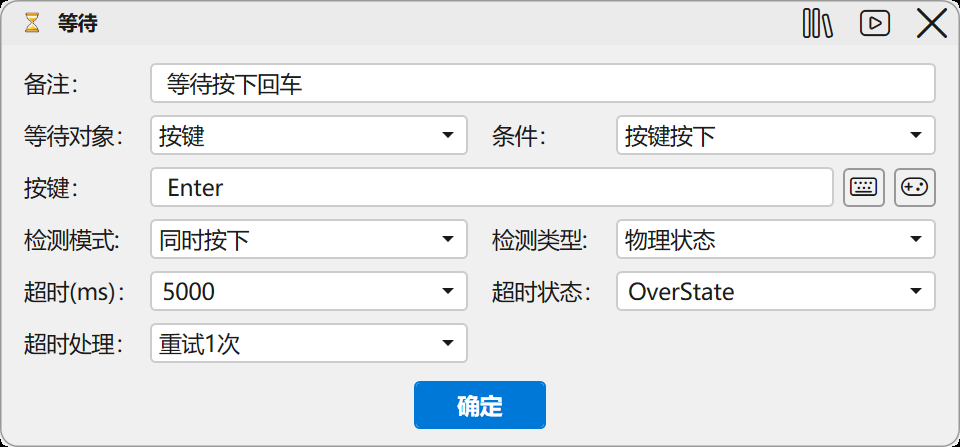 等待
备注： 等待按下回车
等待对象： 按键 条件： 按键按下
按键： Enter
检测模式: 同时按下 检测类型: 物理状态
超时(ms)： 5000 超时状态： OverState
超时处理： 重试1次
确定